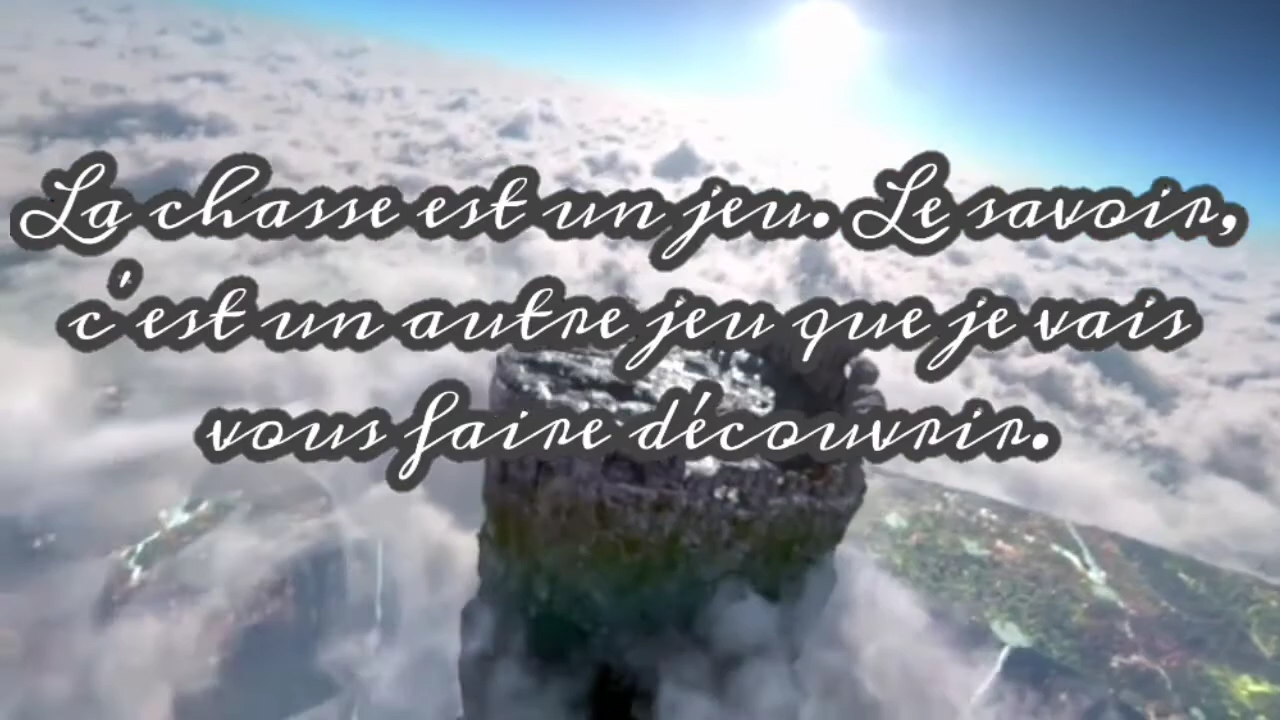 La chasse est un jeu. Le savoir,
c'est un autre jeu que je vais
vous faire découvrir.